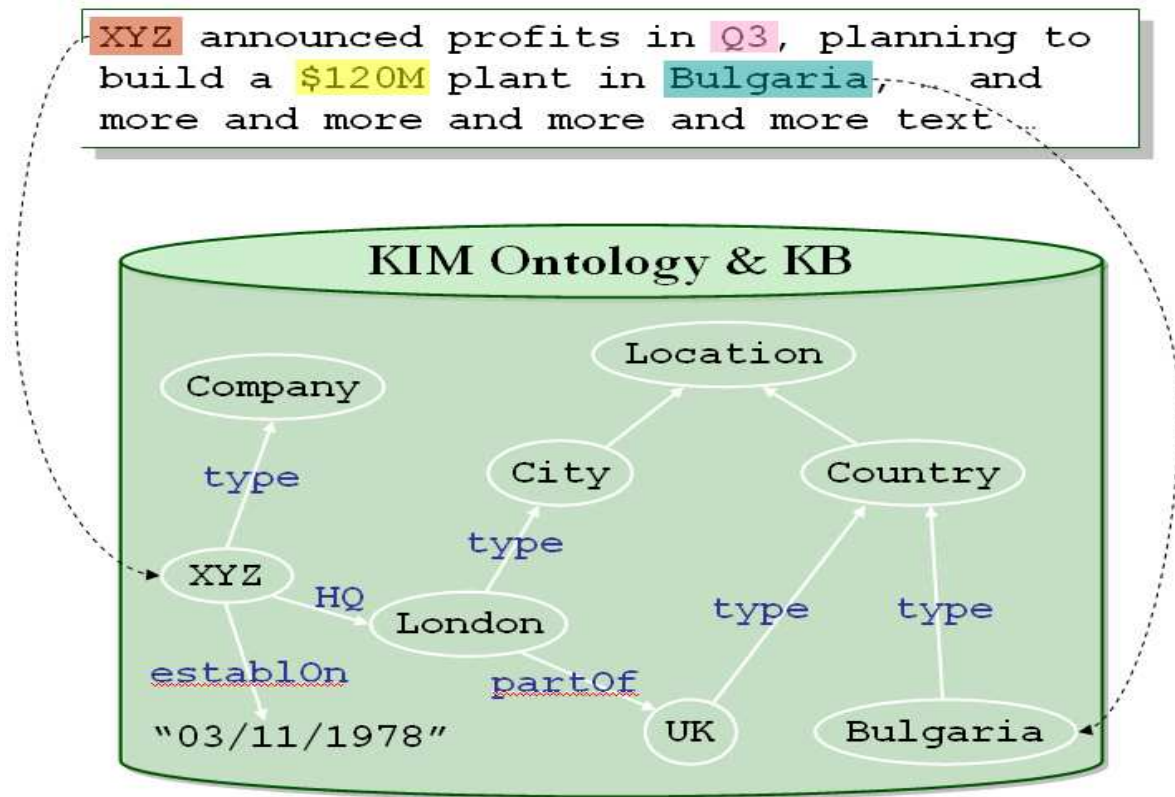 XYZ announced profits in Q3, planning to
build a $120M plant in Bulgaria, … and
more and more and more and more text …
KIM Ontology & KB
Location
Company
City
Country
type
type
XYZ
HQ
London
type
type
establOn
partOf
“03/11/1978”
UK
Bulgaria